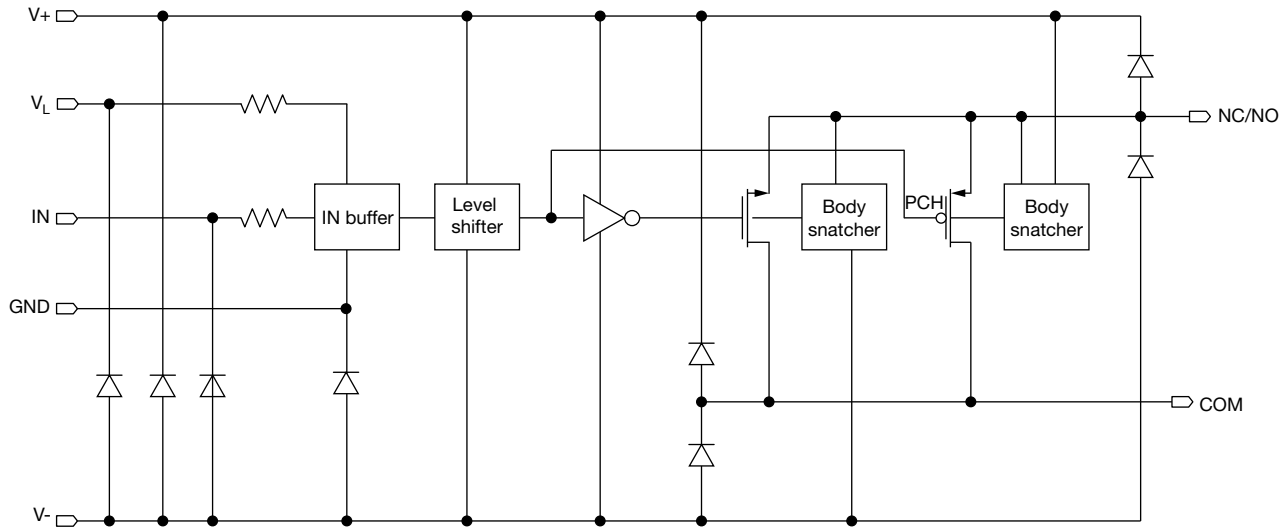 V+
VL
NC/NO
PCH
IN
IN buffer
Level
shifter
Body
snatcher
Body
snatcher
GND
COM
V-